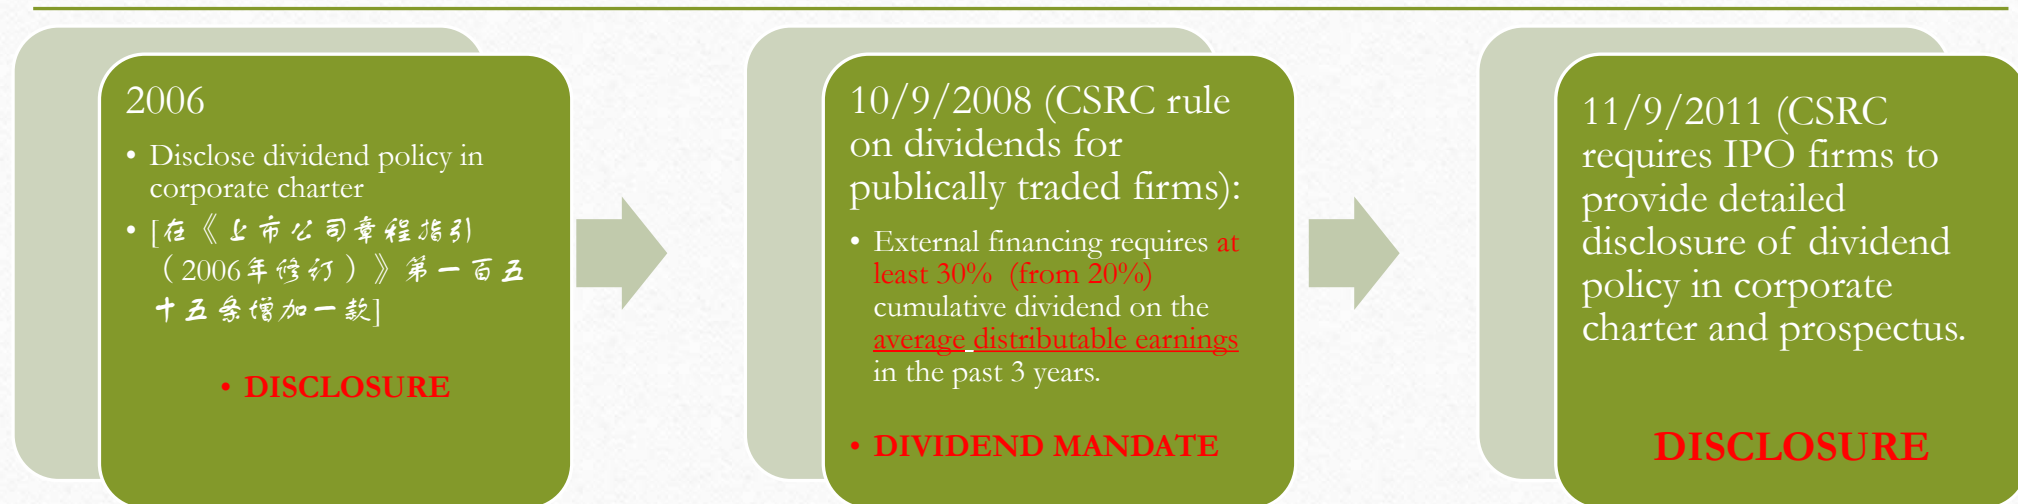 2006
• Disclose dividend policy in
corporate charter
• [在《上市公司章程指引
（2006年修订）》第一百五
十五条增加一款]
• DISCLOSURE
10/9/2008 (CSRC rule
on dividends for
publically traded firms):
• External financing requires at
least 30% (from 20%)
cumulative dividend on the
average distributable earnings
in the past 3 years.
• DIVIDEND MANDATE
11/9/2011 (CSRC
requires IPO firms to
provide detailed
disclosure of dividend
policy in corporate
charter and prospectus.
DISCLOSURE